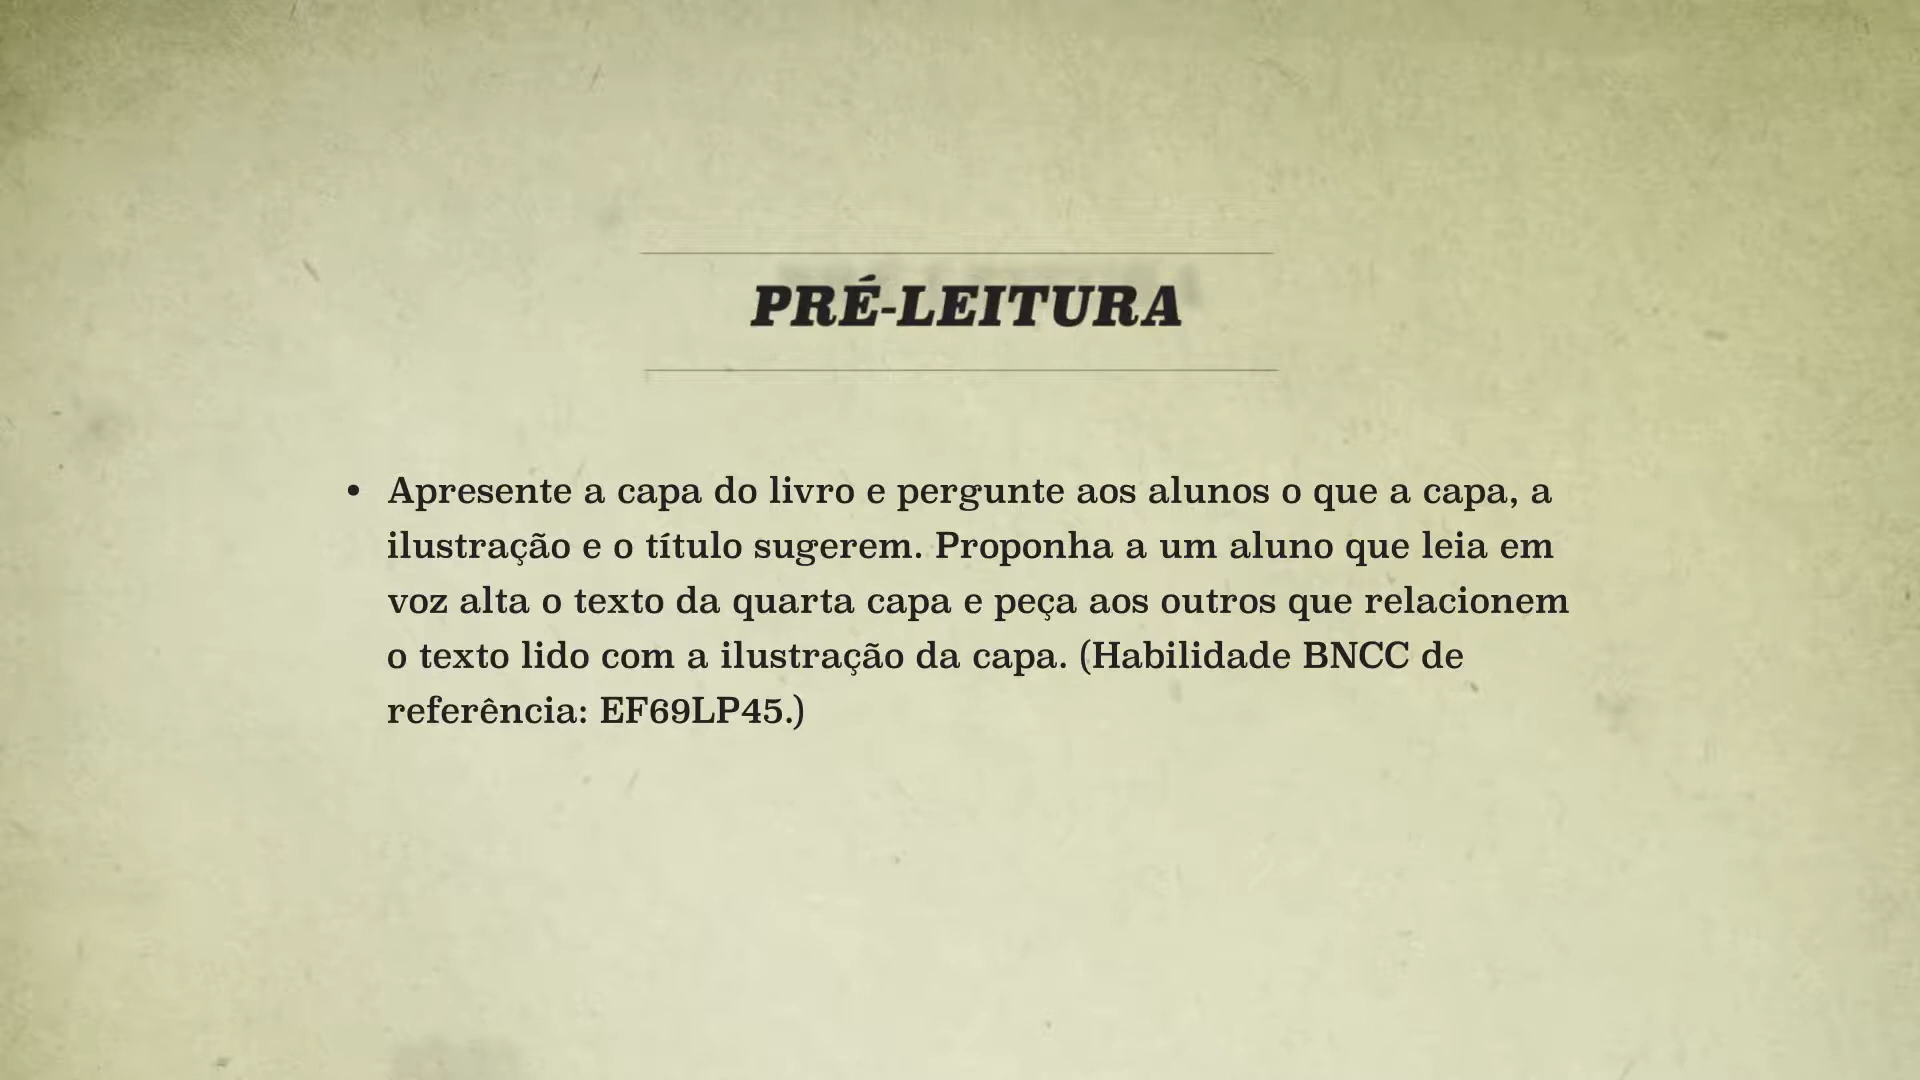 PRÉ-LEITURA
• Apresente a capa do livro e pergunte aos alunos o que a capa, a
ilustração e o título sugerem. Proponha a um aluno que leia em
voz alta o texto da quarta capa e peça aos outros que relacionem
o texto lido com a ilustração da capa. (Habilidade BNCC de
referência: EF69LP45.)